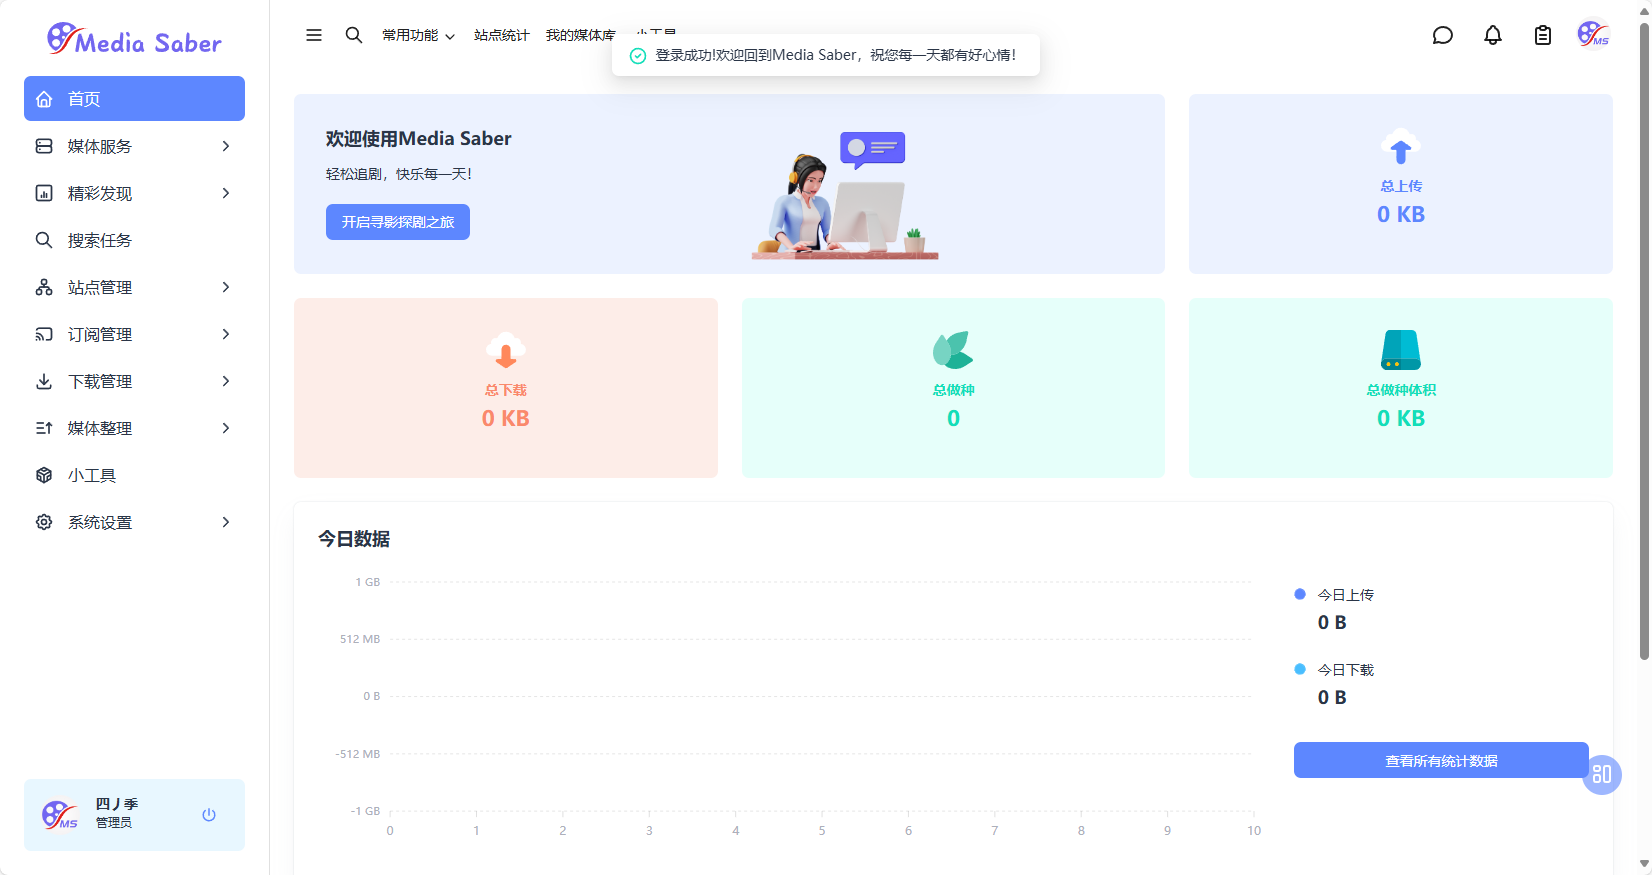 Media Saber
首页
媒体服务
精彩发现
搜索任务
站点管理
订阅管理
下载管理
媒体整理
小工具
系统设置
MS
四丿季
管理员
常用功能
站点统计
我的媒体库
小工具
登录成功!欢迎回到Media Saber，祝您每一天都有好心情!
MS
欢迎使用Media Saber
轻松追剧，快乐每一天!
开启寻影探剧之旅
总上传
0 KB
总下载
0 KB
总做种
0
总做种体积
0 KB
今日数据
1 GB
512 MB
0 B
-512 MB
-1 GB
0 1 2 3 4 5 6 7 8 9 10
今日上传
0 B
今日下载
0 B
查看所有统计数据